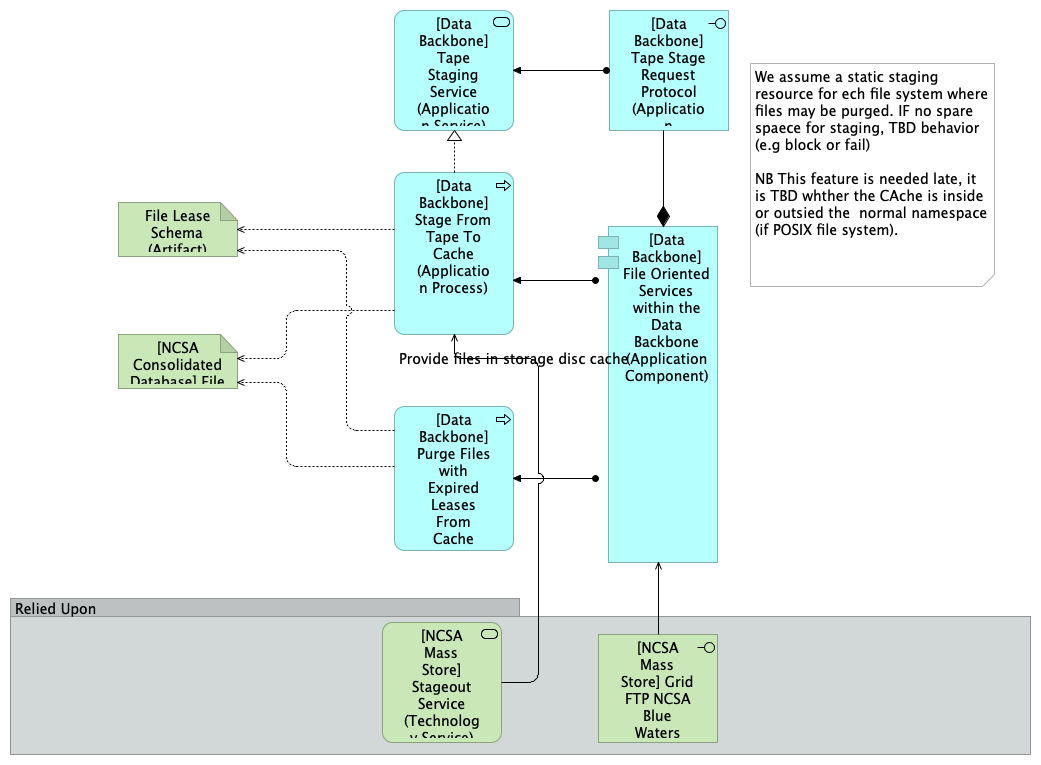 [Data
Backbone]
Tape
Staging
Service
(Applicatio
n Service)
[Data
Backbone]
Tape Stage
Request
Protocol
(Applicatio
n
We assume a static staging
resource for ech file system where
files may be purged. IF no spare
spaece for staging, TBD behavior
(e.g block or fail)
NB This feature is needed late, it
is TBD whther the CAche is inside
or outsied the  normal namespace
(if POSIX file system).
[Data
Backbone]
Stage From
Tape To
Cache
(Applicatio
n Process)
File Lease
Schema
(Artifact)
[Data
Backbone]
File Oriented
Services
within the
Data
Backbone
(Application
Component)
[NCSA
Consolidated
Database] File
Provide files in storage disc cache
[Data
Backbone]
Purge Files
with
Expired
Leases
From
Cache
Relied Upon
[NCSA
Mass
Store]
Stageout
Service
(Technolog
y Service)
[NCSA
Mass
Store] Grid
FTP NCSA
Blue
Waters